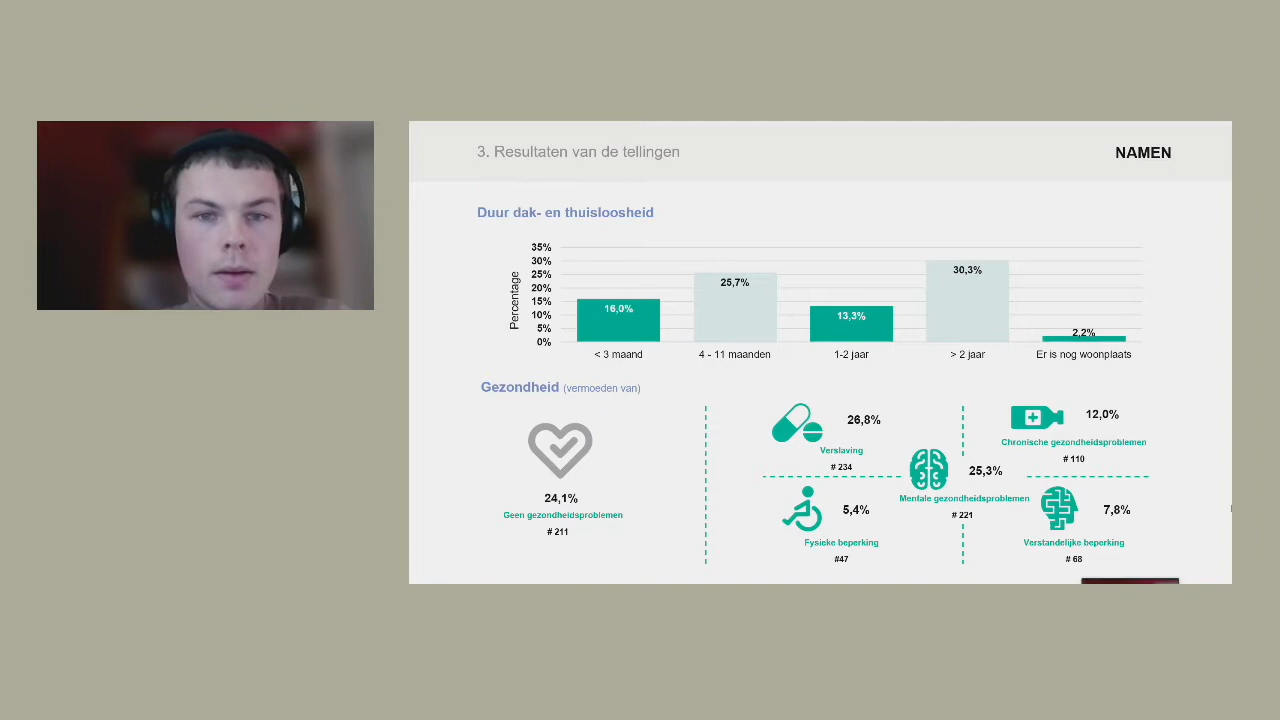 3. Resultaten van de tellingen
NAMEN
Duur dak- en thuisloosheid
Percentage
35%
30%
25%
20%
15%
10%
5%
0%
16,0%
25,7%
13,3%
30,3%
2,2%
< 3 maand
4 - 11 maanden
1-2 jaar
> 2 jaar
Er is nog woonplaats
Gezondheid (vermoeden van)
24,1%
Geen gezondheidsproblemen
# 211
26,8%
Verslaving
# 234
12,0%
Chronische gezondheidsproblemen
# 110
25,3%
Mentale gezondheidsproblemen
# 221
5,4%
Fysieke beperking
#47
7,8%
Verstandelijke beperking
# 68